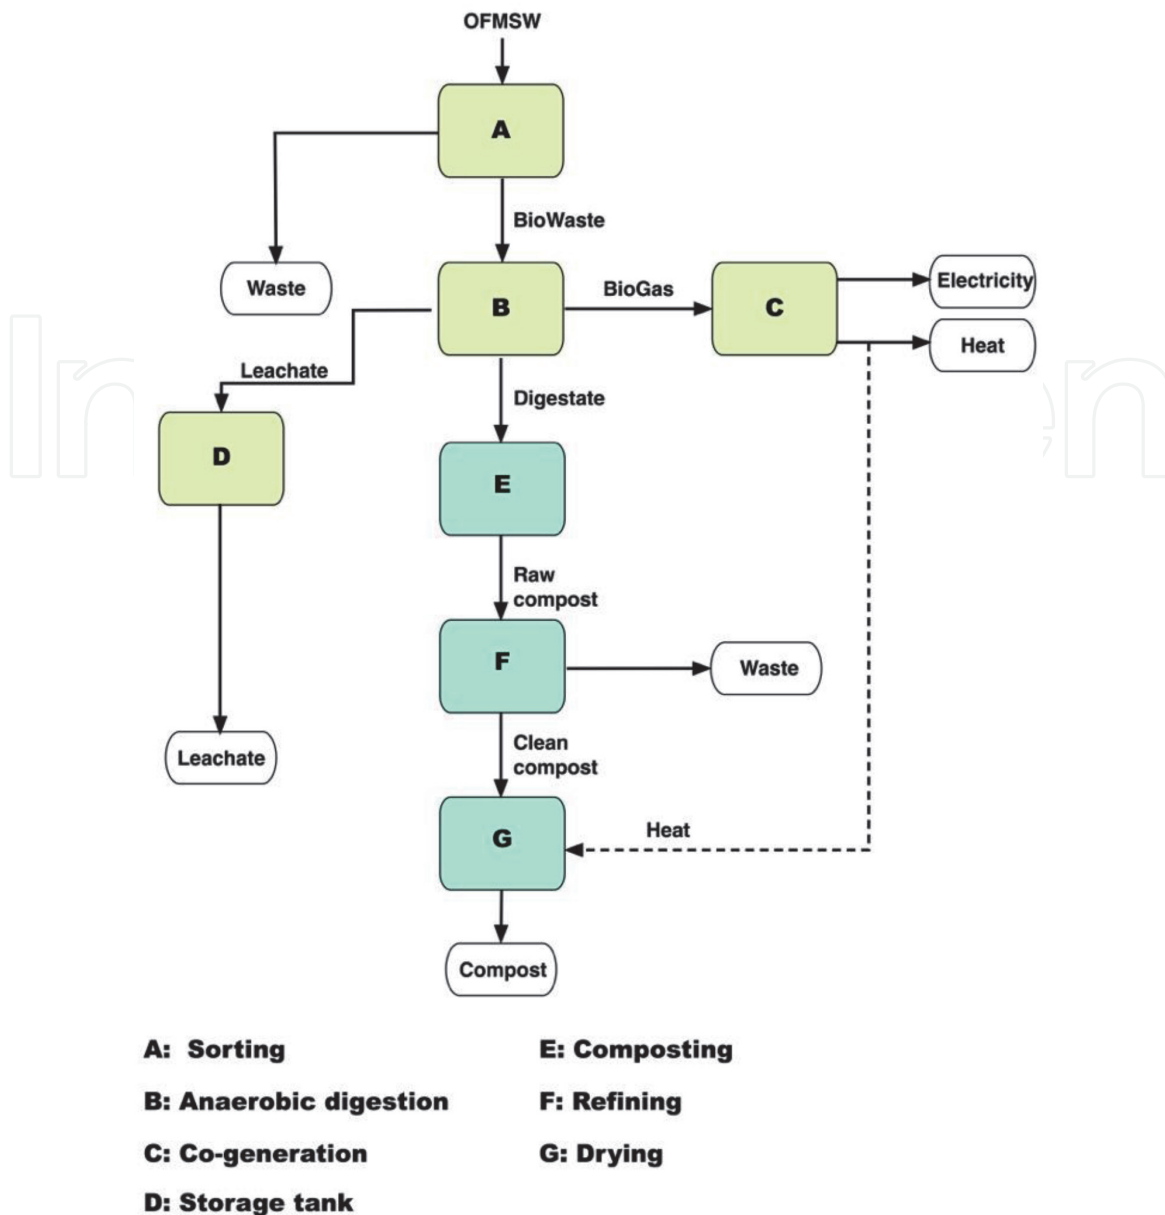 OFMSW
A
BioWaste
Waste
B
BioGas
C
Electricity
Heat
Leachate
Digestate
D
E
Raw
compost
F
Waste
Clean
compost
Leachate
G
Heat
Compost
A: Sorting
B: Anaerobic digestion
C: Co-generation
D: Storage tank
E: Composting
F: Refining
G: Drying